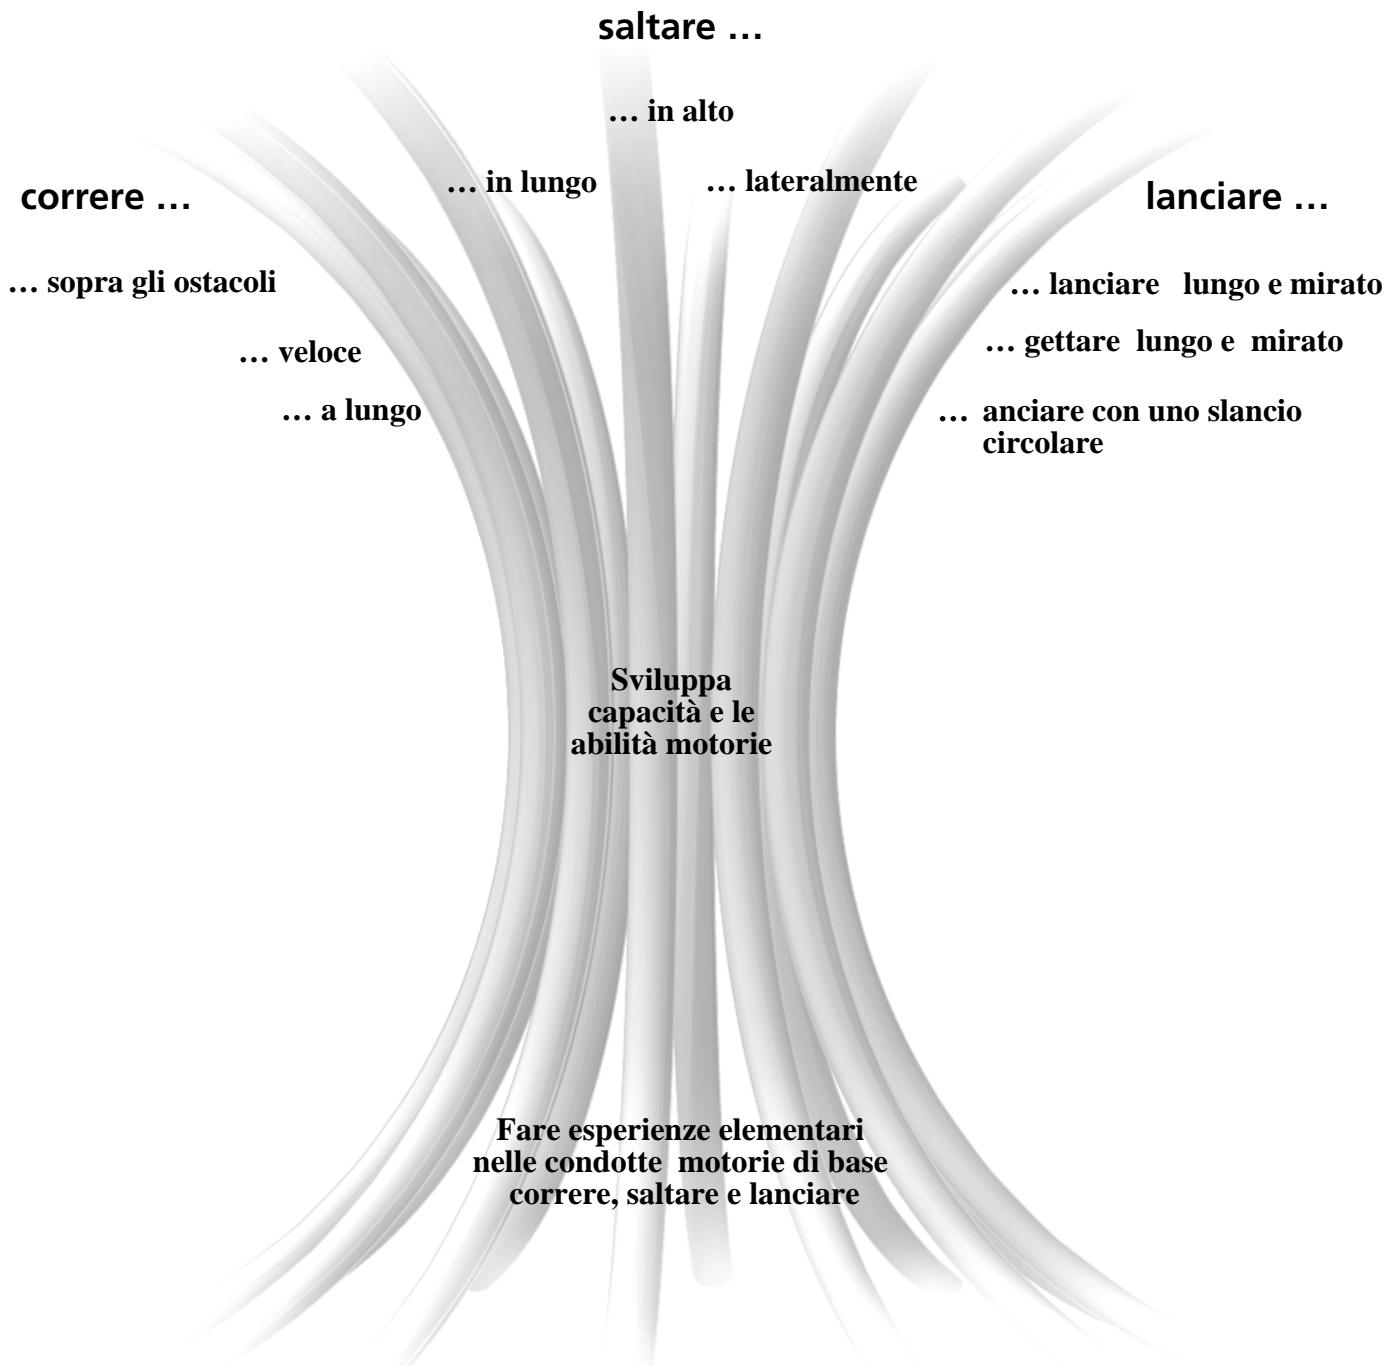 saltare …
… in alto
… in lungo
… lateralmente
correre …
lanciare …
… sopra gli ostacoli
… lanciare lungo e mirato
… veloce
… gettare lungo e mirato
… a lungo
… anciare con uno slancio
circolare
Sviluppa
capacità e le
abilità motorie
Fare esperienze elementari
nelle condotte motorie di base
correre, saltare e lanciare